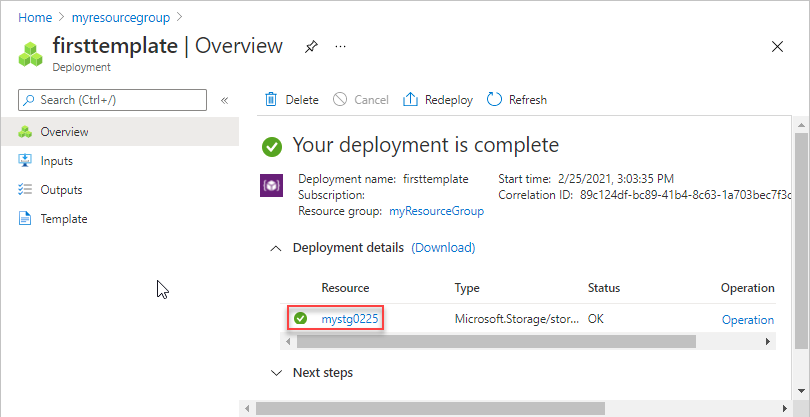 Home > myresourcegroup >
firsttemplate | Overview ...
Deployment
Search (Ctrl+/) «
Overview
Inputs
Outputs
Template
Delete Cancel Redeploy Refresh
Your deployment is complete
Deployment name: firsttemplate Start time: 2/25/2021, 3:03:35 PM
Subscription: Correlation ID: 89c124df-bc89-41b4-8c63-1a703bec7f3c
Resource group: myResourceGroup
Deployment details (Download)
Resource Type Status Operation
mystg0225 Microsoft.Storage/stor... OK Operation
Next steps